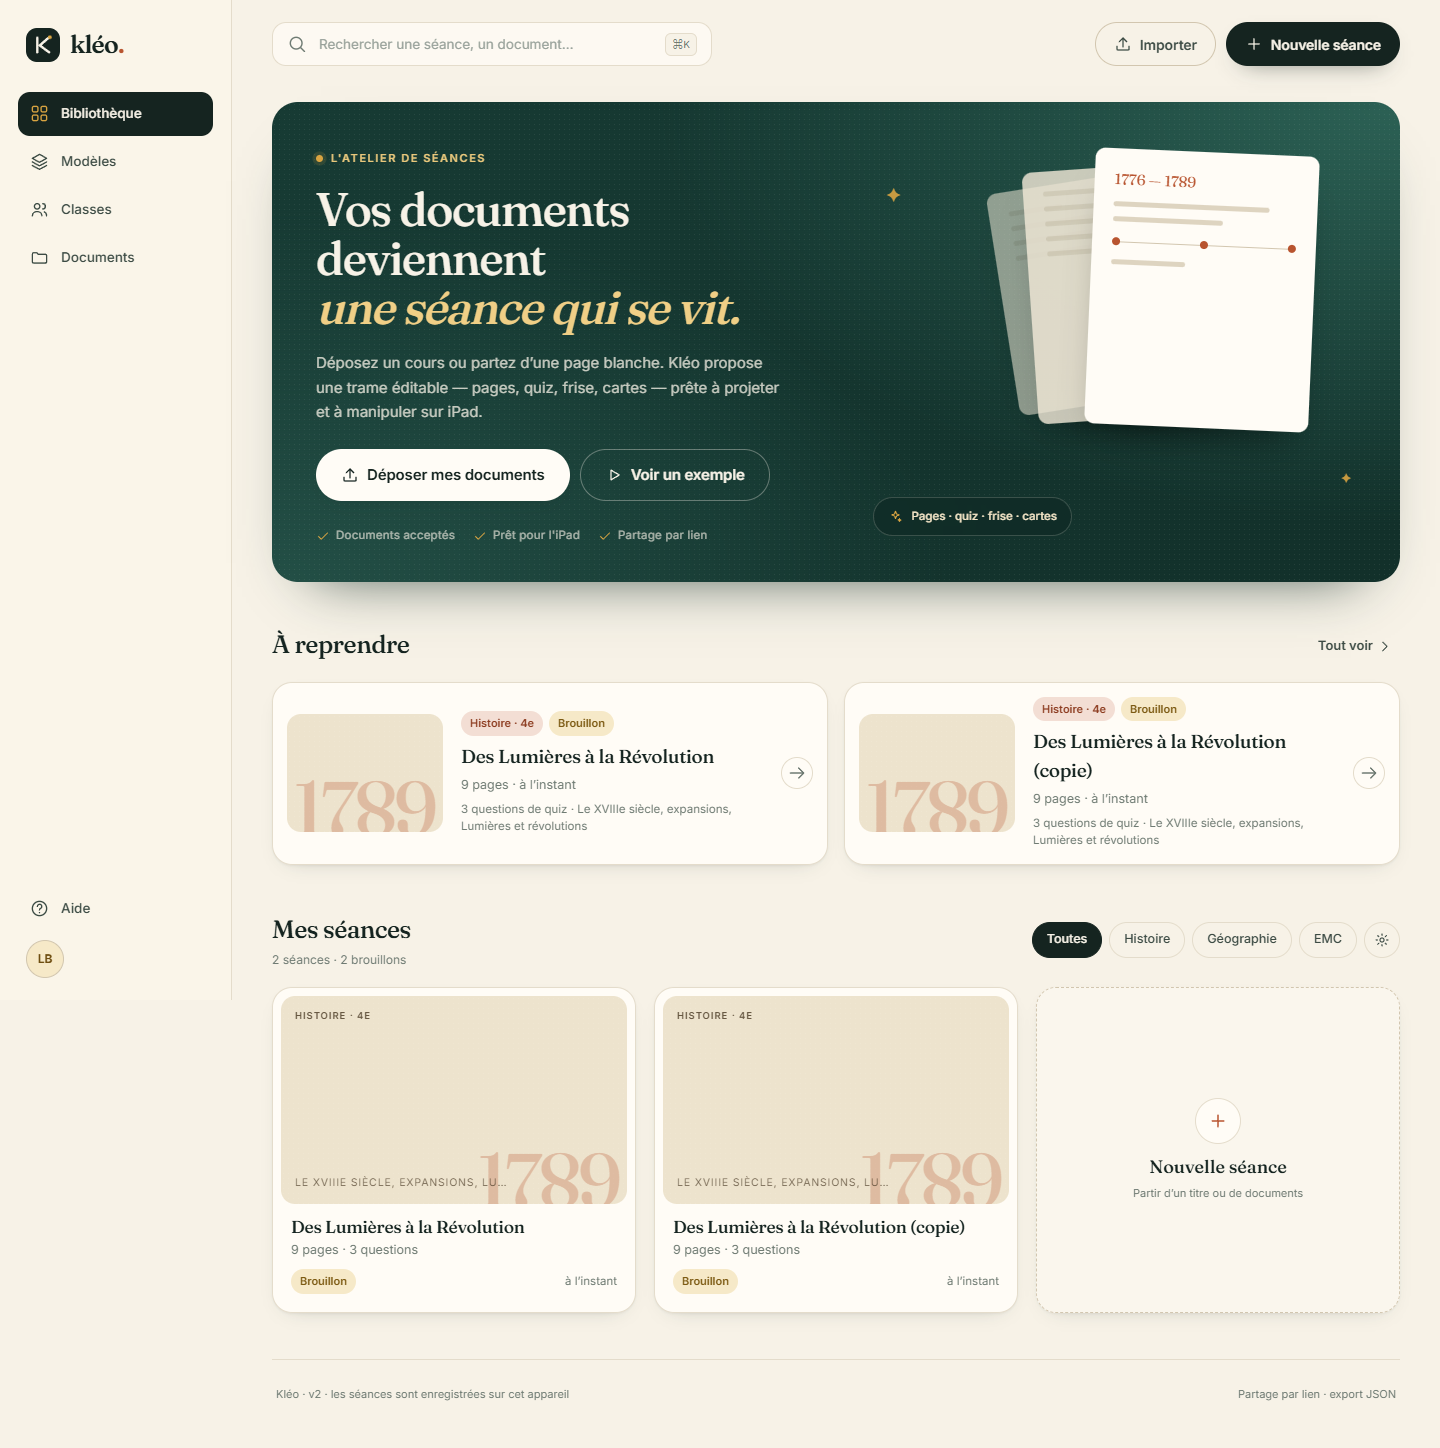 kléo.
Rechercher une séance, un document...
⌘K
Importer
Nouvelle séance
Bibliothèque
Modèles
Classes
Documents
Aide
LB
L'ATELIER DE SÉANCES
Vos documents
deviennent
une séance qui se vit.
Déposez un cours ou partez d’une page blanche. Kléo propose
une trame éditable — pages, quiz, frise, cartes — prête à projeter
et à manipuler sur iPad.
Déposer mes documents
Voir un exemple
Documents acceptés
Prêt pour l'iPad
Partage par lien
1776 — 1789
Pages · quiz · frise · cartes
À reprendre
Tout voir
1789
Histoire · 4e
Brouillon
Des Lumières à la Révolution
9 pages · à l’instant
3 questions de quiz · Le XVIIIe siècle, expansions,
Lumières et révolutions
1789
Histoire · 4e
Brouillon
Des Lumières à la Révolution
(copie)
9 pages · à l’instant
3 questions de quiz · Le XVIIIe siècle, expansions,
Lumières et révolutions
Mes séances
2 séances · 2 brouillons
Toutes
Histoire
Géographie
EMC
HISTOIRE · 4E
1789
LE XVIIIE SIÈCLE, EXPANSIONS, LU...
Des Lumières à la Révolution
9 pages · 3 questions
Brouillon
à l’instant
HISTOIRE · 4E
1789
LE XVIIIE SIÈCLE, EXPANSIONS, LU...
Des Lumières à la Révolution (copie)
9 pages · 3 questions
Brouillon
à l’instant
Nouvelle séance
Partir d’un titre ou de documents
Kléo · v2 · les séances sont enregistrées sur cet appareil
Partage par lien · export JSON